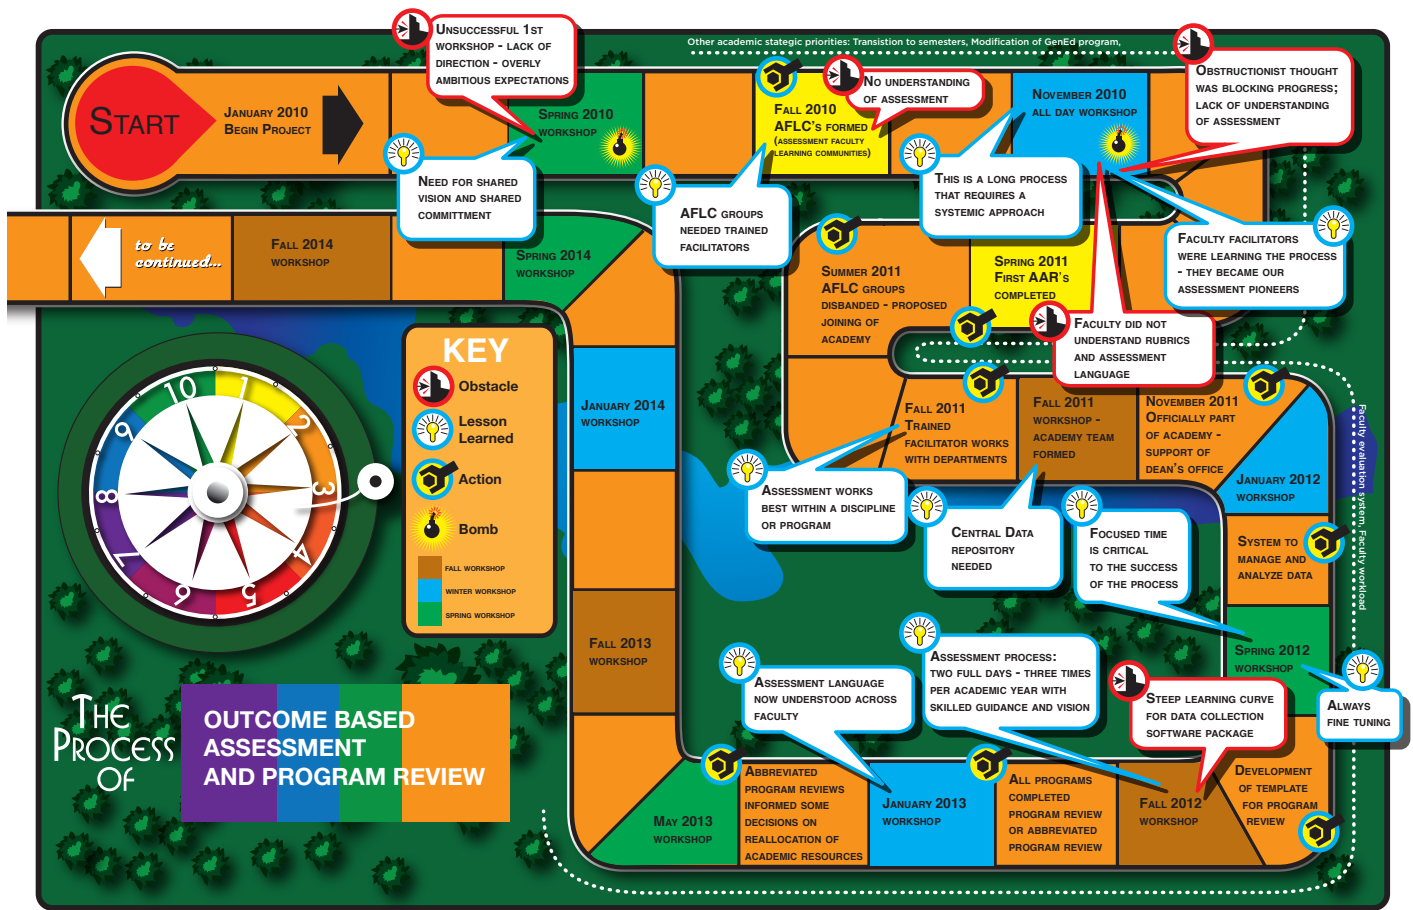 Other academic stategic priorities: Transistion to semesters, Modification of GenEd program,
Start
January 2010
Begin Project
Unsuccessful 1st
workshop - lack of
direction - overly
ambitious expectations
Spring 2010
workshop
Need for shared
vision and shared
committment
Fall 2010
AFLC's formed
(assessment faculty
learning communities)
No understanding
of assessment
AFLC groups
needed trained
facilitators
November 2010
all day workshop
This is a long process
that requires a
systemic approach
Obstructionist thought
was blocking progress;
lack of understanding
of assessment
Faculty facilitators
were learning the process
- they became our
assessment pioneers
Faculty did not
understand rubrics
and assessment
language
Spring 2011
First AAR's
completed
Summer 2011
AFLC groups
disbanded - proposed
joining of
academy
Fall 2011
Trained
facilitator works
with departments
Assessment works
best within a discipline
or program
Fall 2011
workshop -
academy team
formed
Central Data
repository
needed
November 2011
Officially part
of academy -
support of
dean's office
January 2012
workshop
Faculty evaluation system, Faculty workload
System to
manage and
analyze data
Focused time
is critical
to the success
of the process
Spring 2012
workshop
Always
fine tuning
Development
of template
for program
review
Steep learning curve
for data collection
software package
Fall 2012
workshop
Assessment process:
two full days - three times
per academic year with
skilled guidance and vision
All programs
completed
program review
or abbreviated
program review
January 2013
workshop
Assessment language
now understood across
faculty
Abbreviated
program reviews
informed some
decisions on
reallocation of
academic resources
May 2013
workshop
Fall 2013
workshop
January 2014
workshop
Spring 2014
workshop
Fall 2014
workshop
to be
continued...
KEY
Obstacle
Lesson
Learned
Action
Bomb
fall workshop
winter workshop
spring workshop
1
2
3
4
5
6
7
8
9
10
The
Process
of
OUTCOME BASED
ASSESSMENT
AND PROGRAM REVIEW